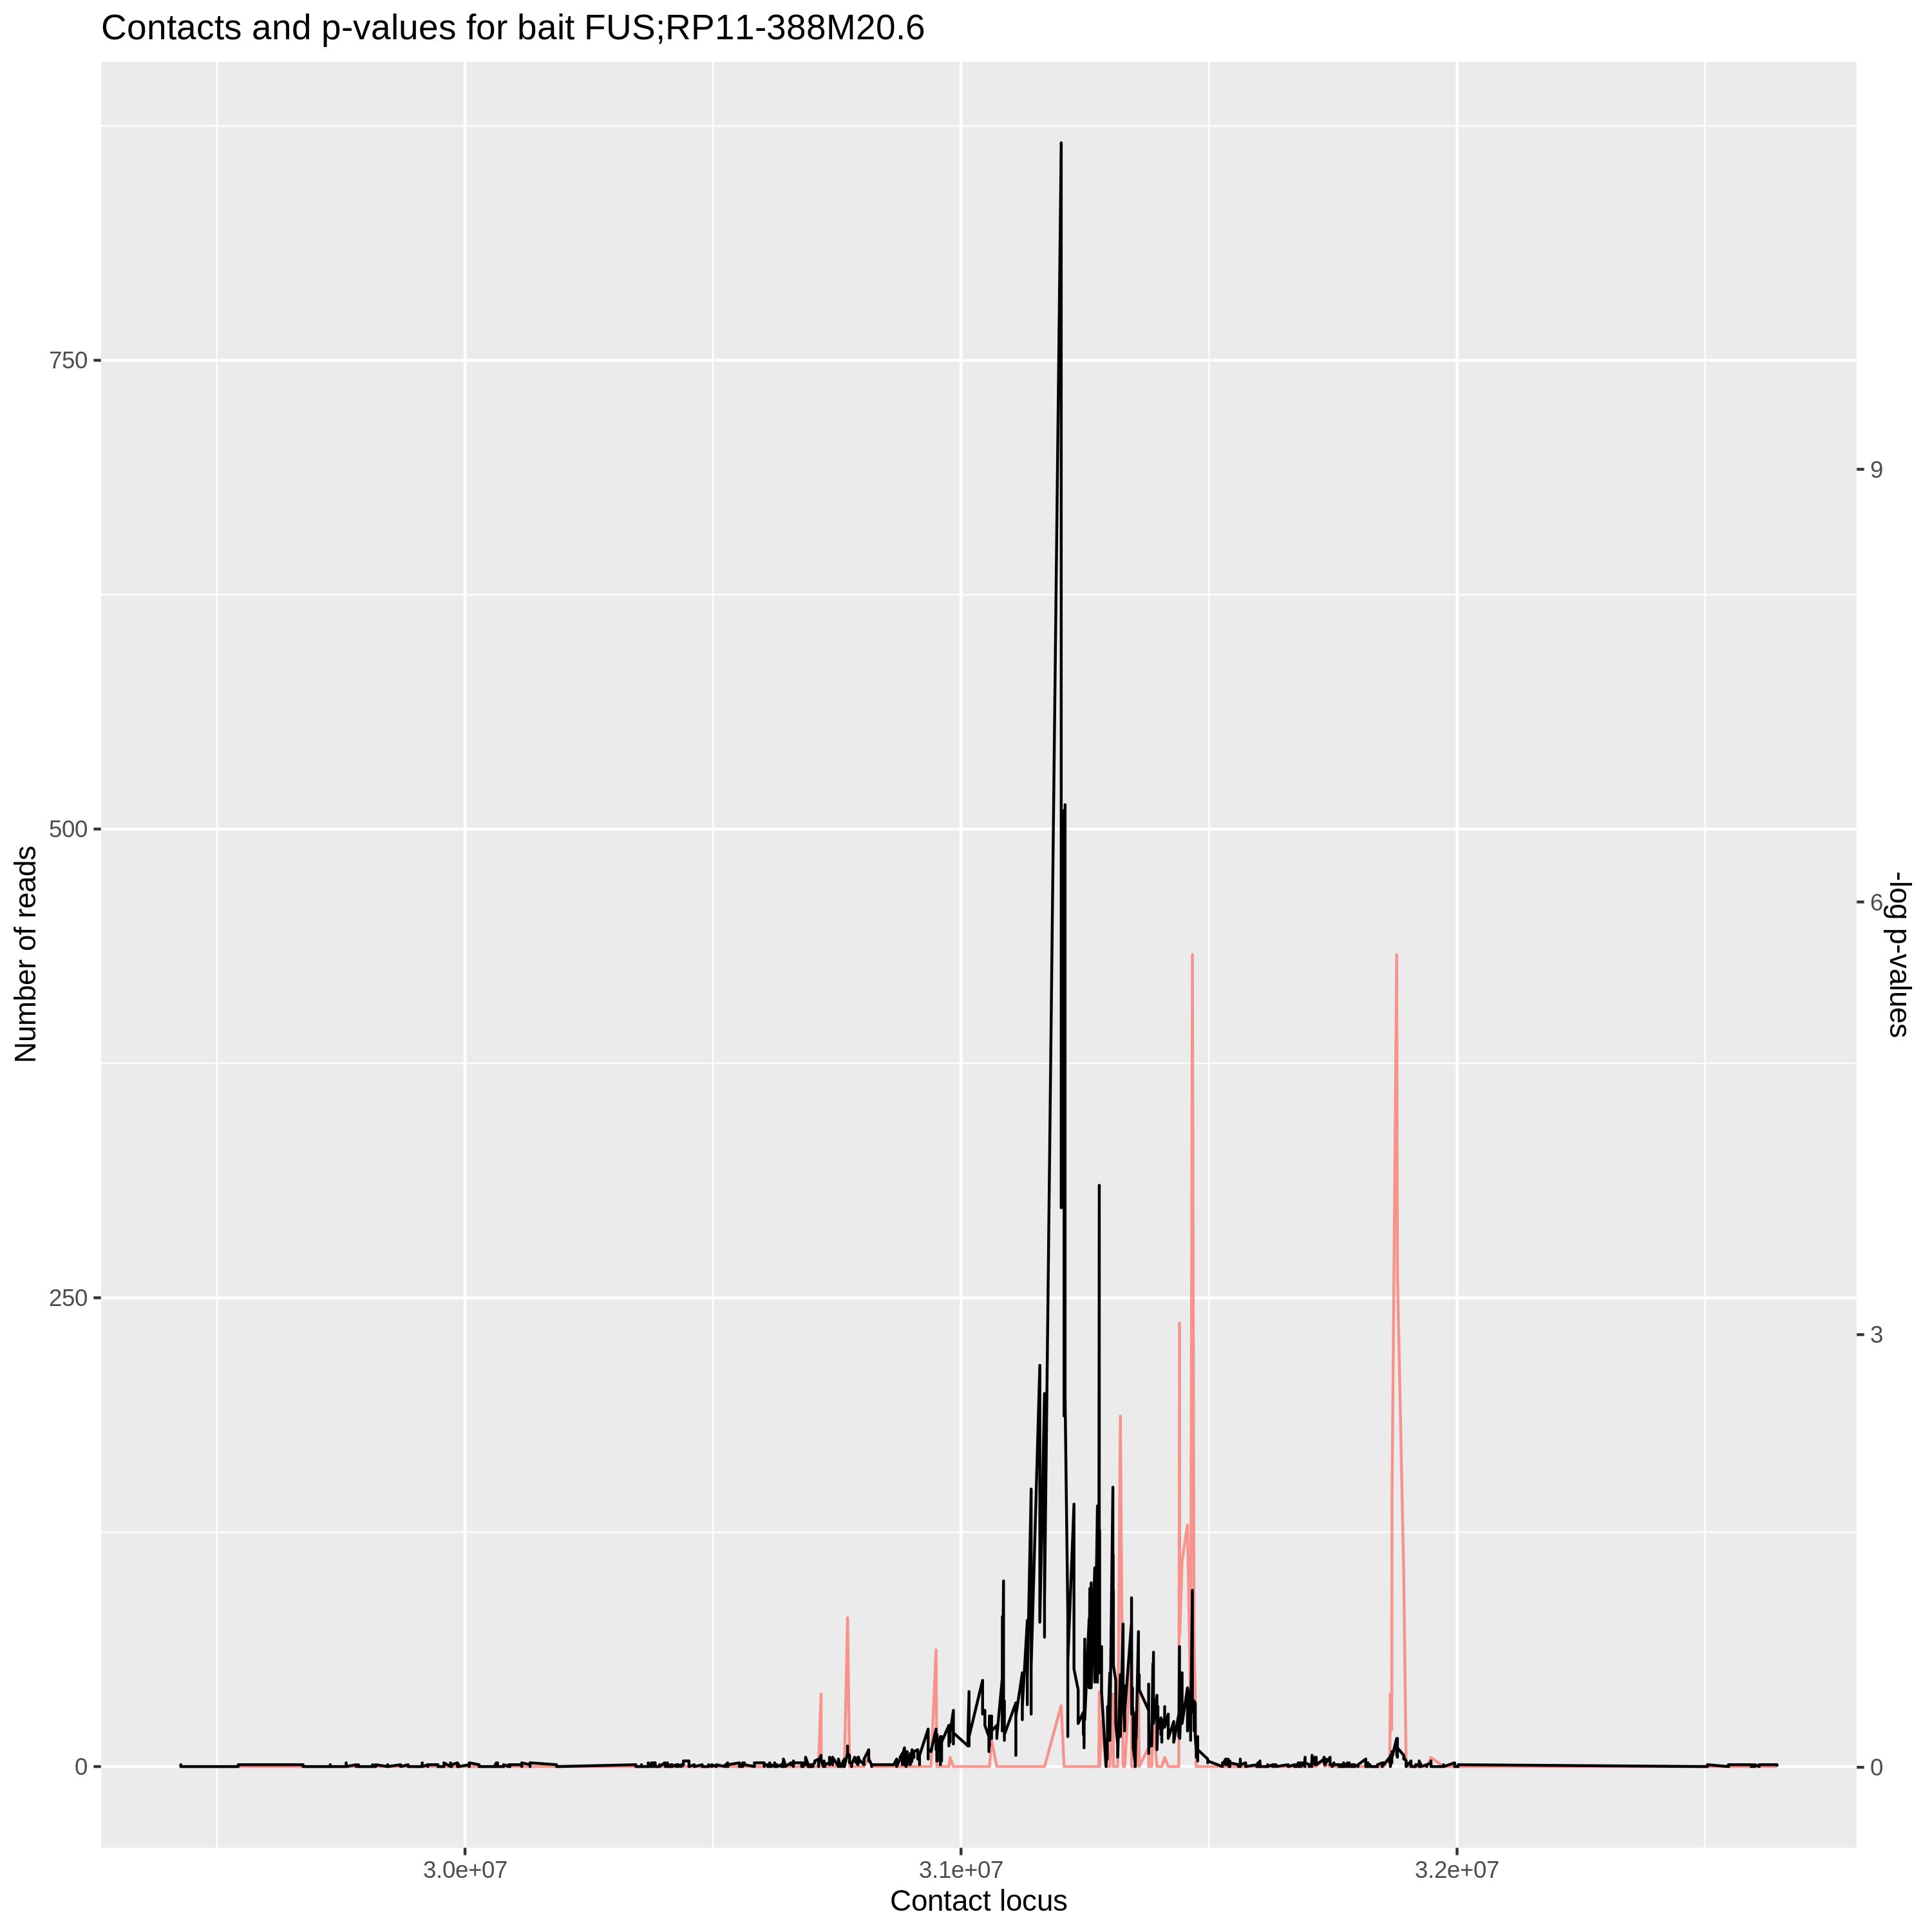 Contacts and p-values for bait FUS;RP11-388M20.6
750
500
250
0
Number of reads
9
6
3
0
-log p-values
3.0e+07
3.1e+07
3.2e+07
Contact locus